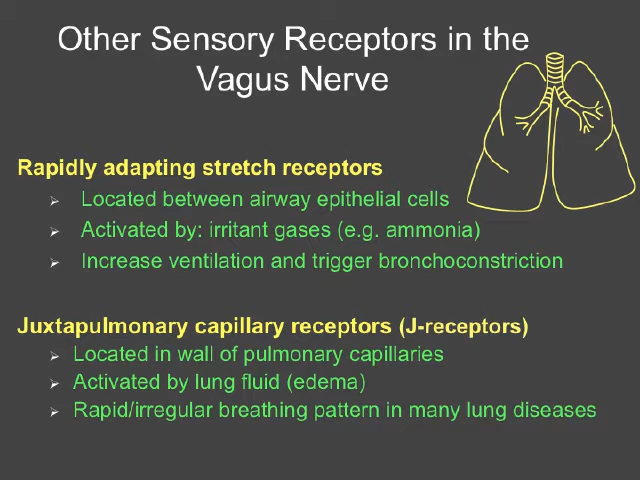 Other Sensory Receptors in the
Vagus Nerve
Rapidly adapting stretch receptors
Located between airway epithelial cells
Activated by: irritant gases (e.g. ammonia)
Increase ventilation and trigger bronchoconstriction
Juxtapulmonary capillary receptors (J-receptors)
Located in wall of pulmonary capillaries
Activated by lung fluid (edema)
Rapid/irregular breathing pattern in many lung diseases